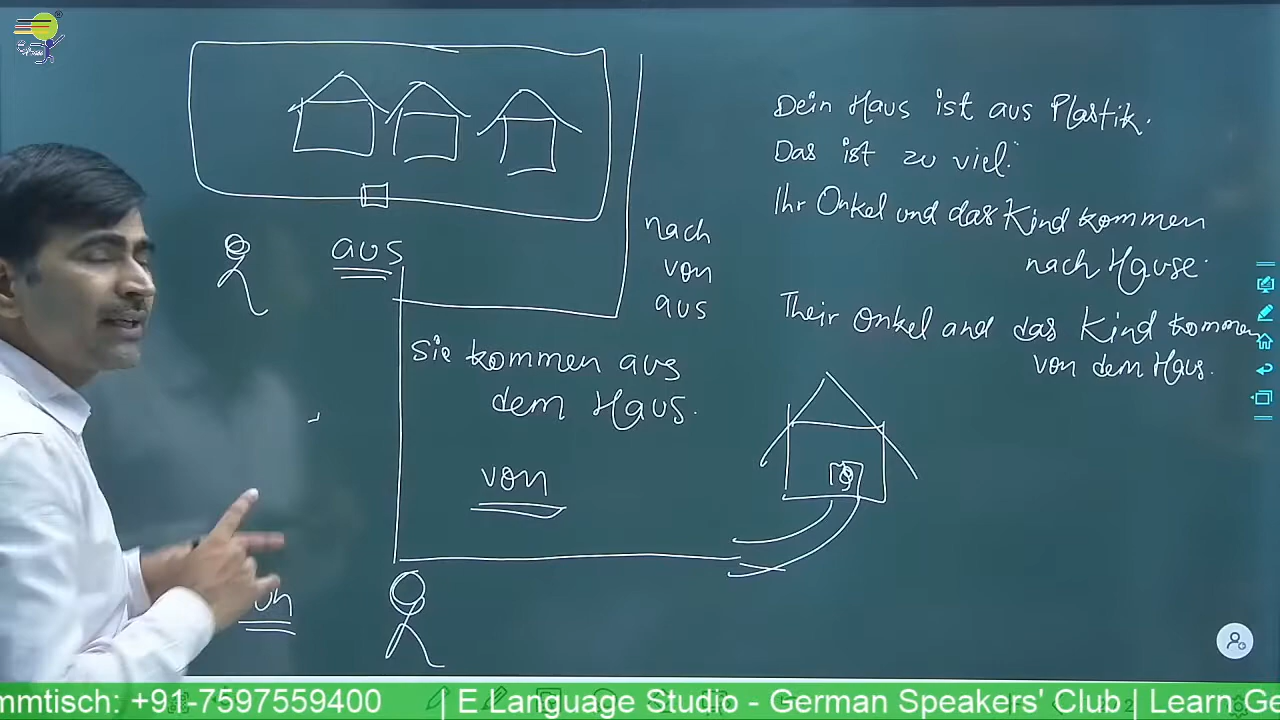 aus
nach
von
aus
Sie kommen aus
dem Haus.
von
Dein Haus ist aus Plastik.
Das ist zu viel.
Ihr Onkel und das Kind kommen
nach Hause.
Their Onkel and das Kind kommen
von dem Haus.
mmtisch: +91-7597559400 | E Language Studio - German Speakers' Club | Learn Ge